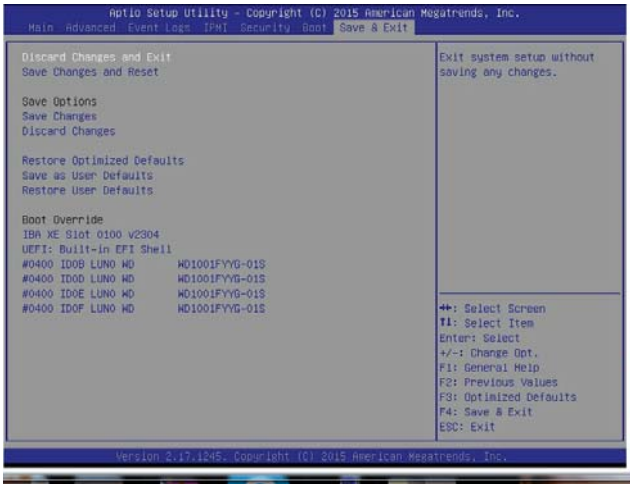 Aptio Setup Utility - Copyright (C) 2015 American Megatrends, Inc.
Main Advanced Event Logs IPMI Security Boot Save & Exit
Discard Changes and Exit
Save Changes and Reset
Save Options
Save Changes
Discard Changes
Restore Optimized Defaults
Save as User Defaults
Restore User Defaults
Boot Override
IBA XE Slot 0100 v2304
UEFI: Built-in EFI Shell
#0400 ID0B LUN0 WD WD1001FYYG-01S
#0400 ID0D LUN0 WD WD1001FYYG-01S
#0400 ID0E LUN0 WD WD1001FYYG-01S
#0400 ID0F LUN0 WD WD1001FYYG-01S
Exit system setup without
saving any changes.
→←: Select Screen
↑↓: Select Item
Enter: Select
+/-: Change Opt.
F1: General Help
F2: Previous Values
F3: Optimized Defaults
F4: Save & Exit
ESC: Exit
Version 2.17.1245. Copyright (C) 2015 American Megatrends, Inc.